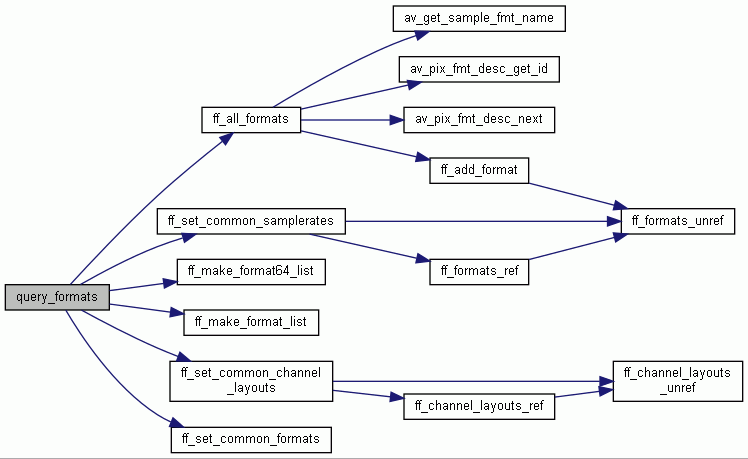 av_get_sample_fmt_name
av_pix_fmt_desc_get_id
ff_all_formats
av_pix_fmt_desc_next
ff_add_format
ff_set_common_samplerates
ff_formats_unref
ff_make_format64_list
ff_formats_ref
query_formats
ff_make_format_list
ff_set_common_channel
_layouts
ff_channel_layouts
_unref
ff_channel_layouts_ref
ff_set_common_formats